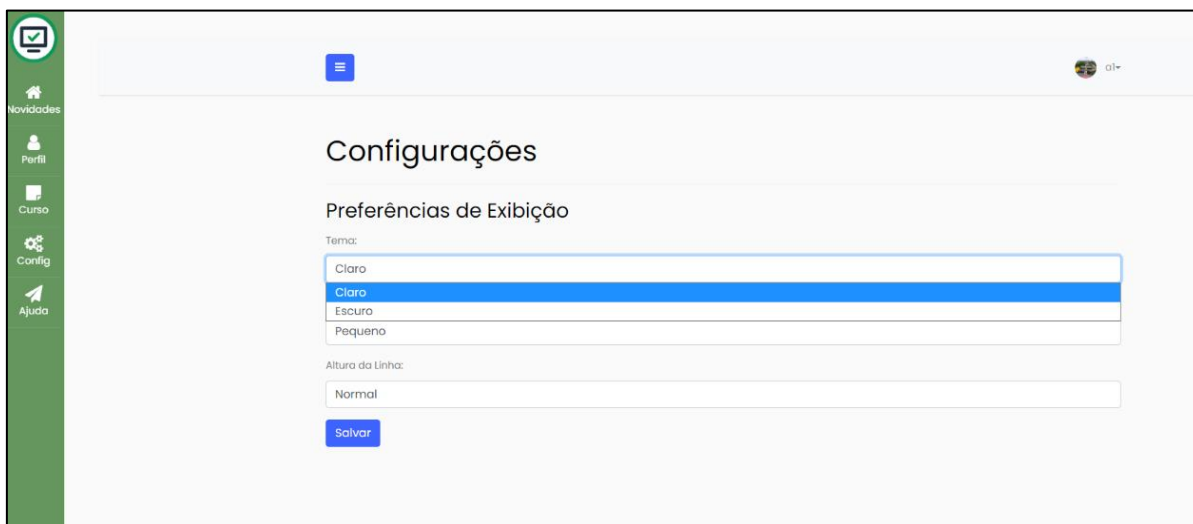 Novidades
Perfil
Curso
Config
Ajuda
a1
Configurações
Preferências de Exibição
Tema:
Claro
Claro
Escuro
Pequeno
Altura da Linha:
Normal
Salvar